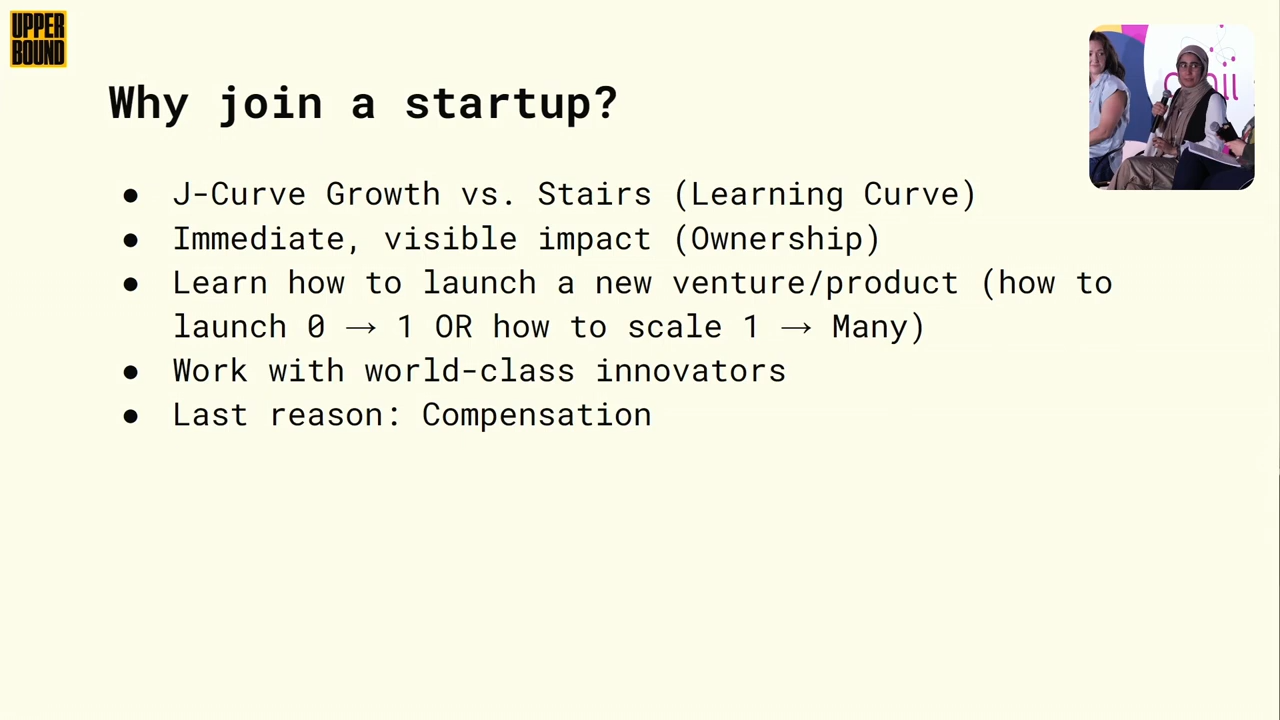 UPPER
BOUND
Why join a startup?
● J-Curve Growth vs. Stairs (Learning Curve)
● Immediate, visible impact (Ownership)
● Learn how to launch a new venture/product (how to
launch 0 → 1 OR how to scale 1 → Many)
● Work with world-class innovators
● Last reason: Compensation